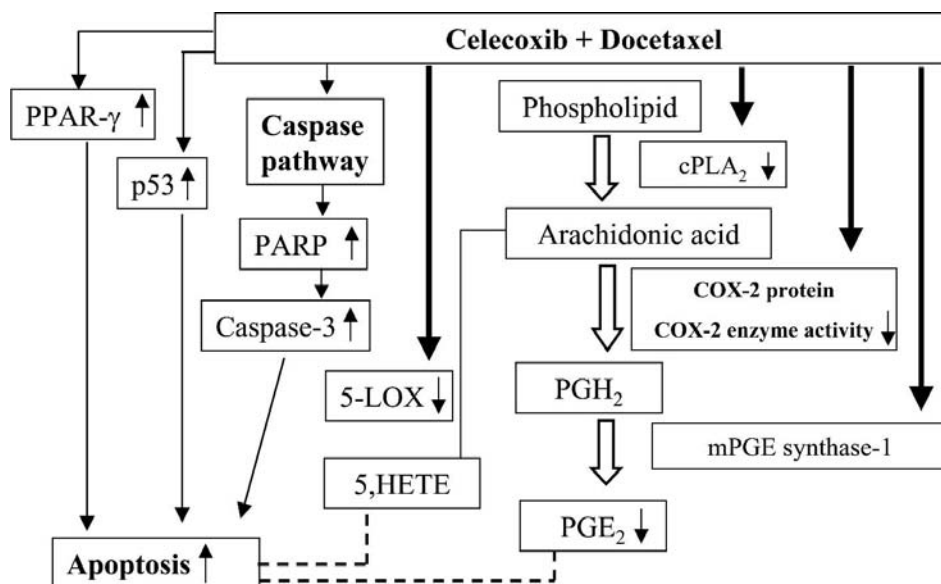 Celecoxib + Docetaxel
PPAR-γ ↑
p53 ↑
Caspase
pathway
PARP ↑
Caspase-3 ↑
5-LOX ↓
5,HETE
Phospholipid
cPLA₂ ↓
Arachidonic acid
COX-2 protein
COX-2 enzyme activity ↓
PGH₂
mPGE synthase-1
PGE₂ ↓
Apoptosis ↑